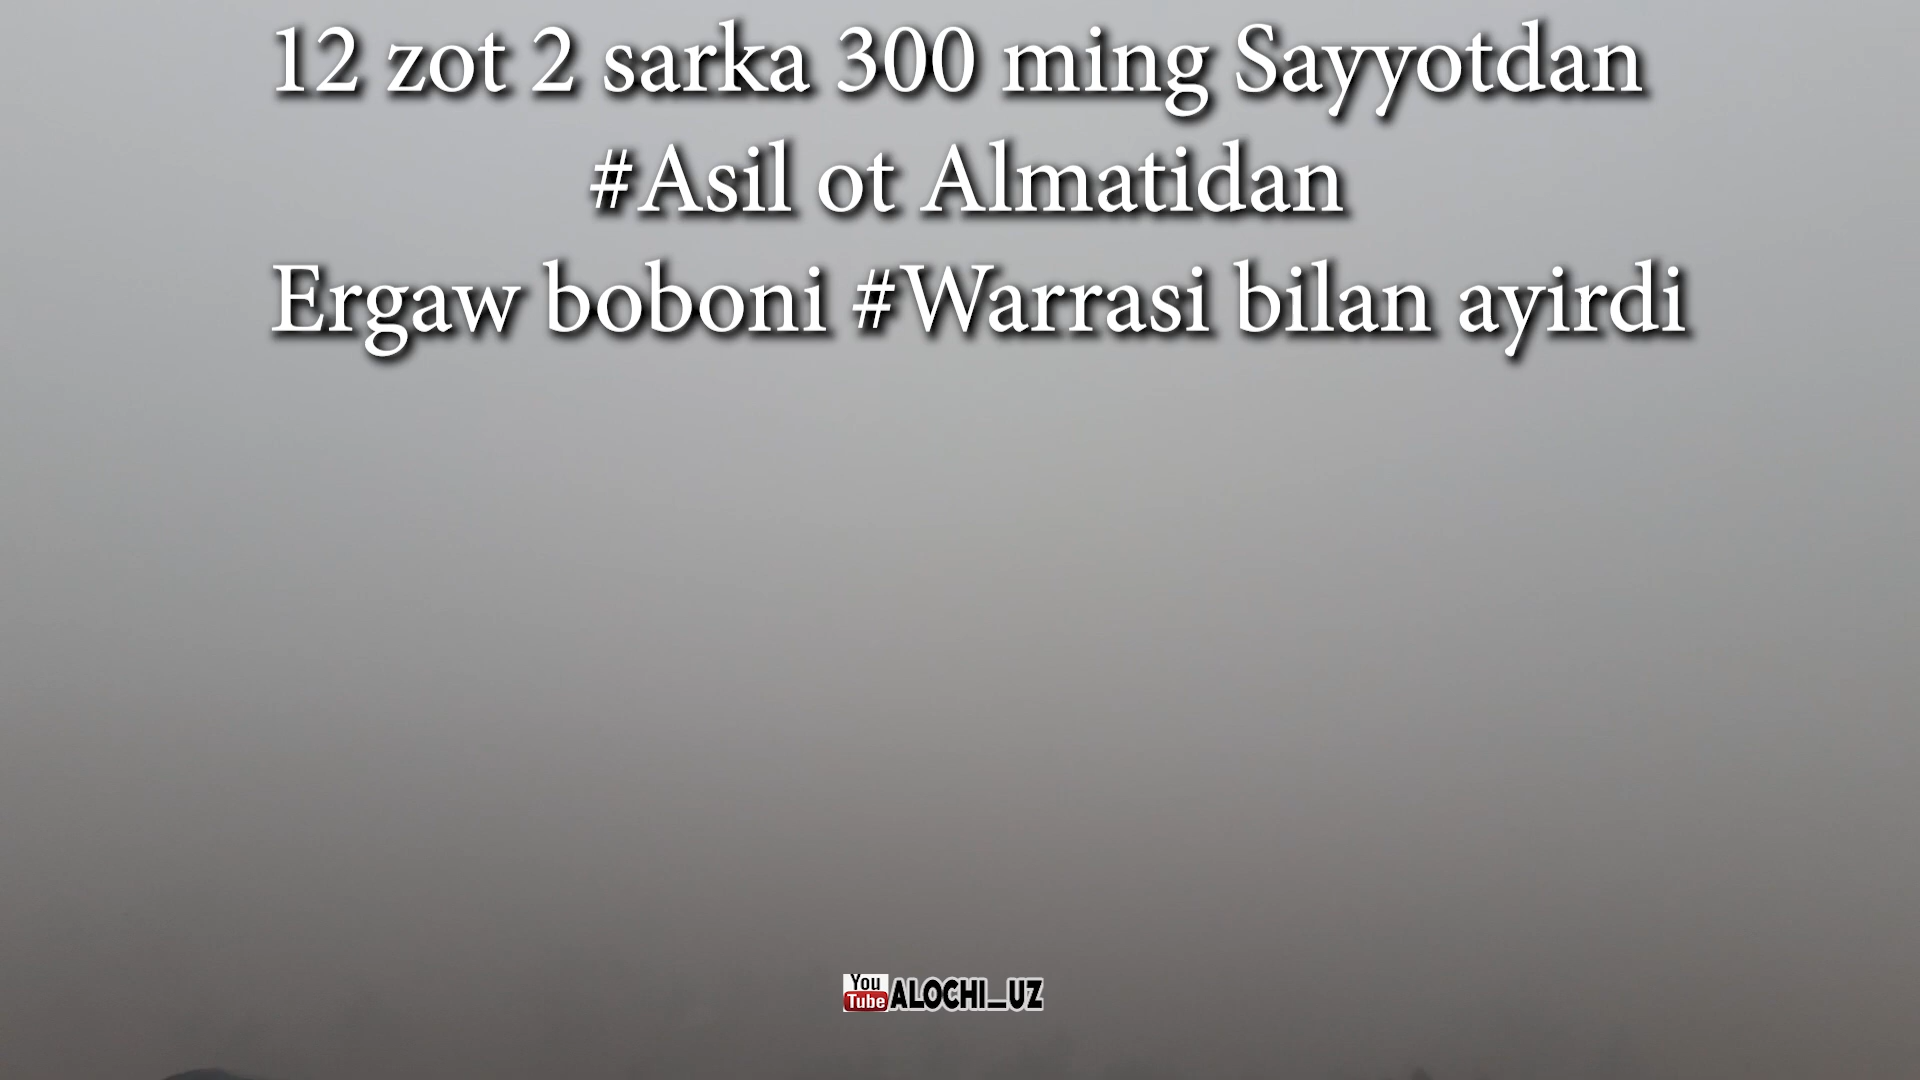 12 zot 2 sarka 300 ming Sayyotdan
#Asil ot Almatidan
Ergaw boboni #Warrasi bilan ayirdi
You
Tube ALOCHI_UZ